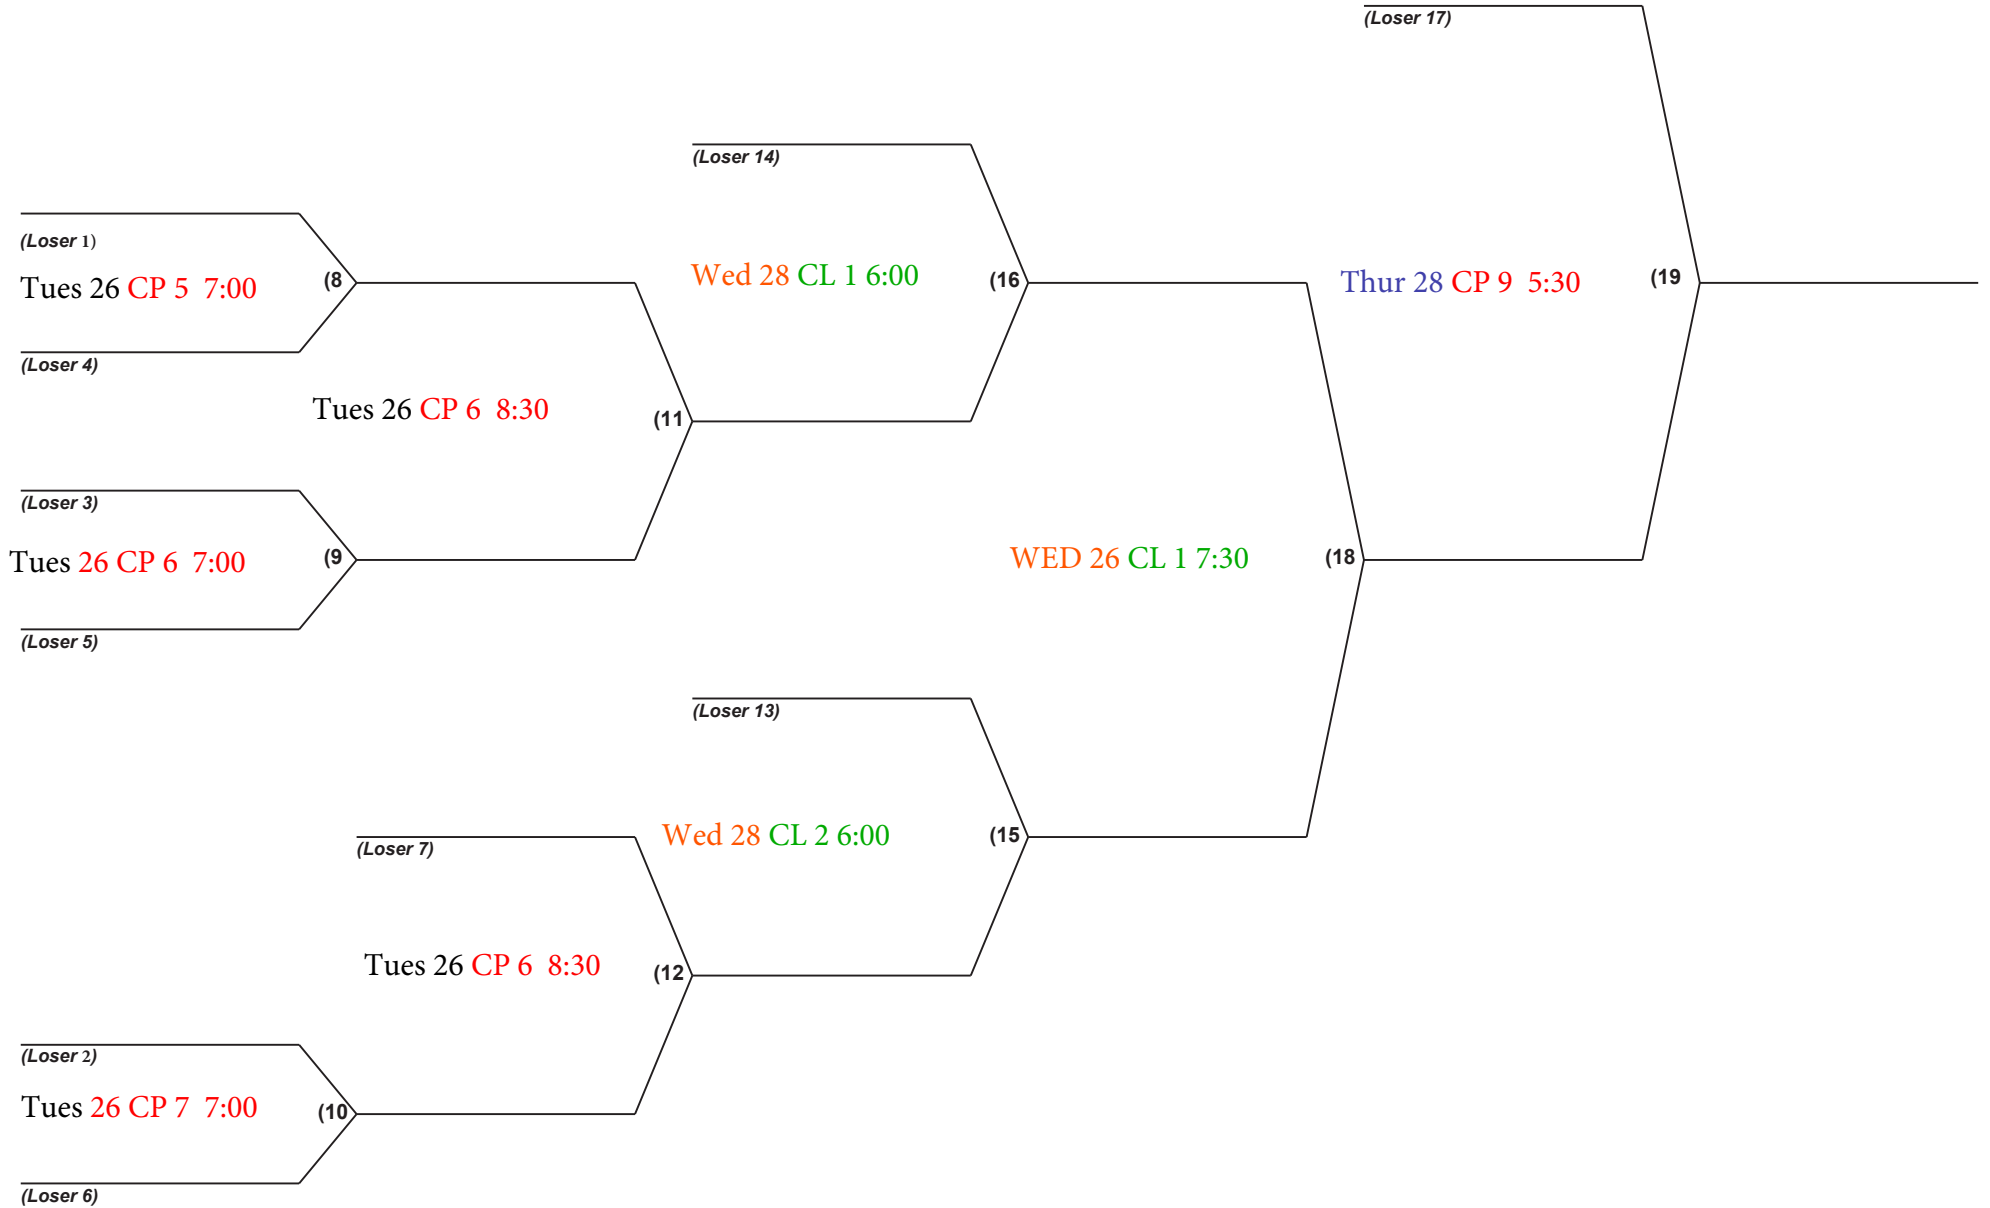 (Loser 17)
(Loser 14)
(Loser 1)
Tues 26 CP 5  7:00
(8
Wed 28 CL 1 6:00
(16
Thur 28 CP 9  5:30
(19
(Loser 4)
Tues 26 CP 6  8:30
(11
(Loser 3)
Tues 26 CP 6  7:00
(9
WED 26 CL 1 7:30
(18
(Loser 5)
(Loser 13)
Wed 28 CL 2 6:00
(15
(Loser 7)
Tues 26 CP 6  8:30
(12
(Loser 2)
Tues 26 CP 7  7:00
(10
(Loser 6)